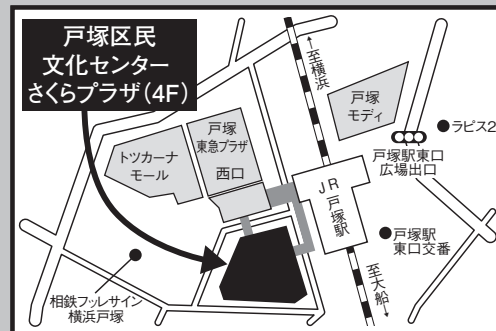 戸塚区民
文化センター
さくらプラザ(4F)
至横浜
戸塚
モディ
ラピス2
戸塚駅東口
広場出口
戸塚
東急プラザ
西口
トツカーナ
モール
JR戸塚駅
戸塚駅
東口交番
至大船
相鉄フレッサイン
横浜戸塚